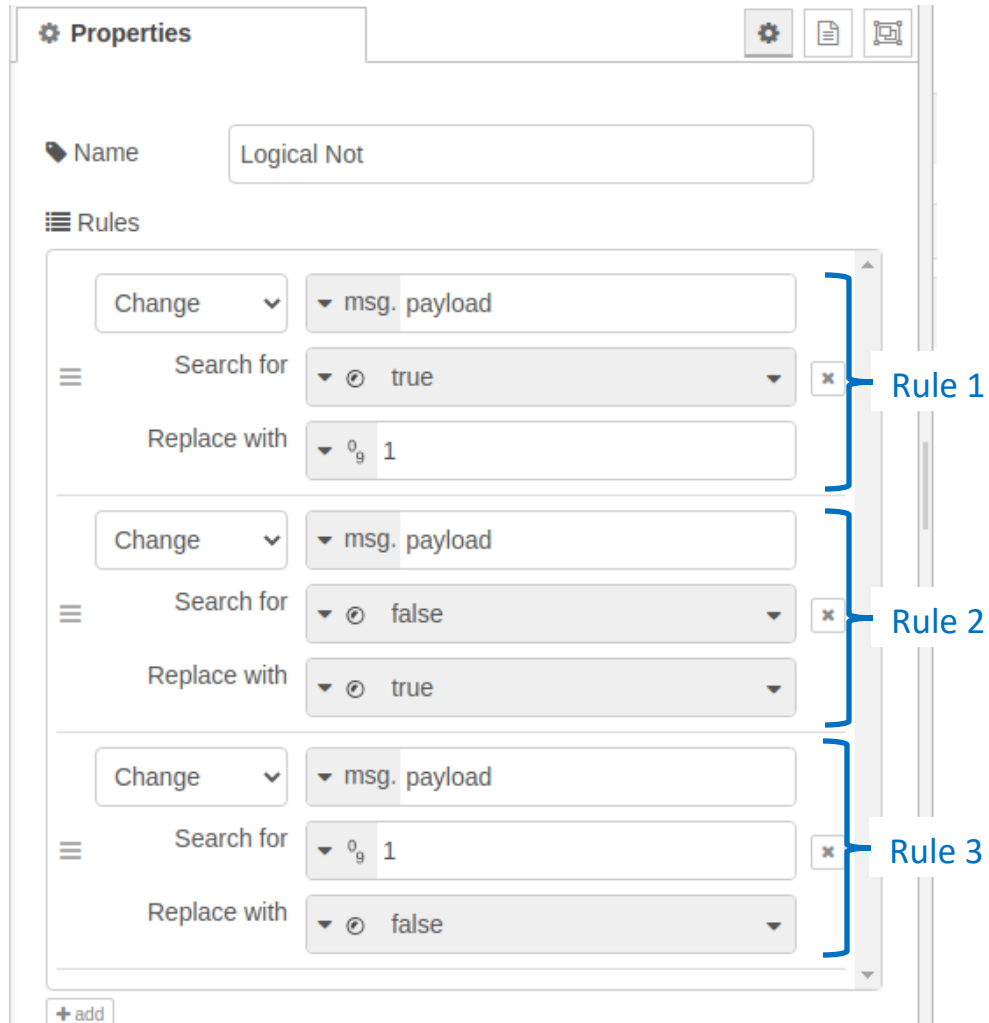 Properties
Name Logical Not
Rules
Change msg. payload
Search for true
Replace with 09 1
Rule 1
Change msg. payload
Search for false
Replace with true
Rule 2
Change msg. payload
Search for 09 1
Replace with false
Rule 3
add